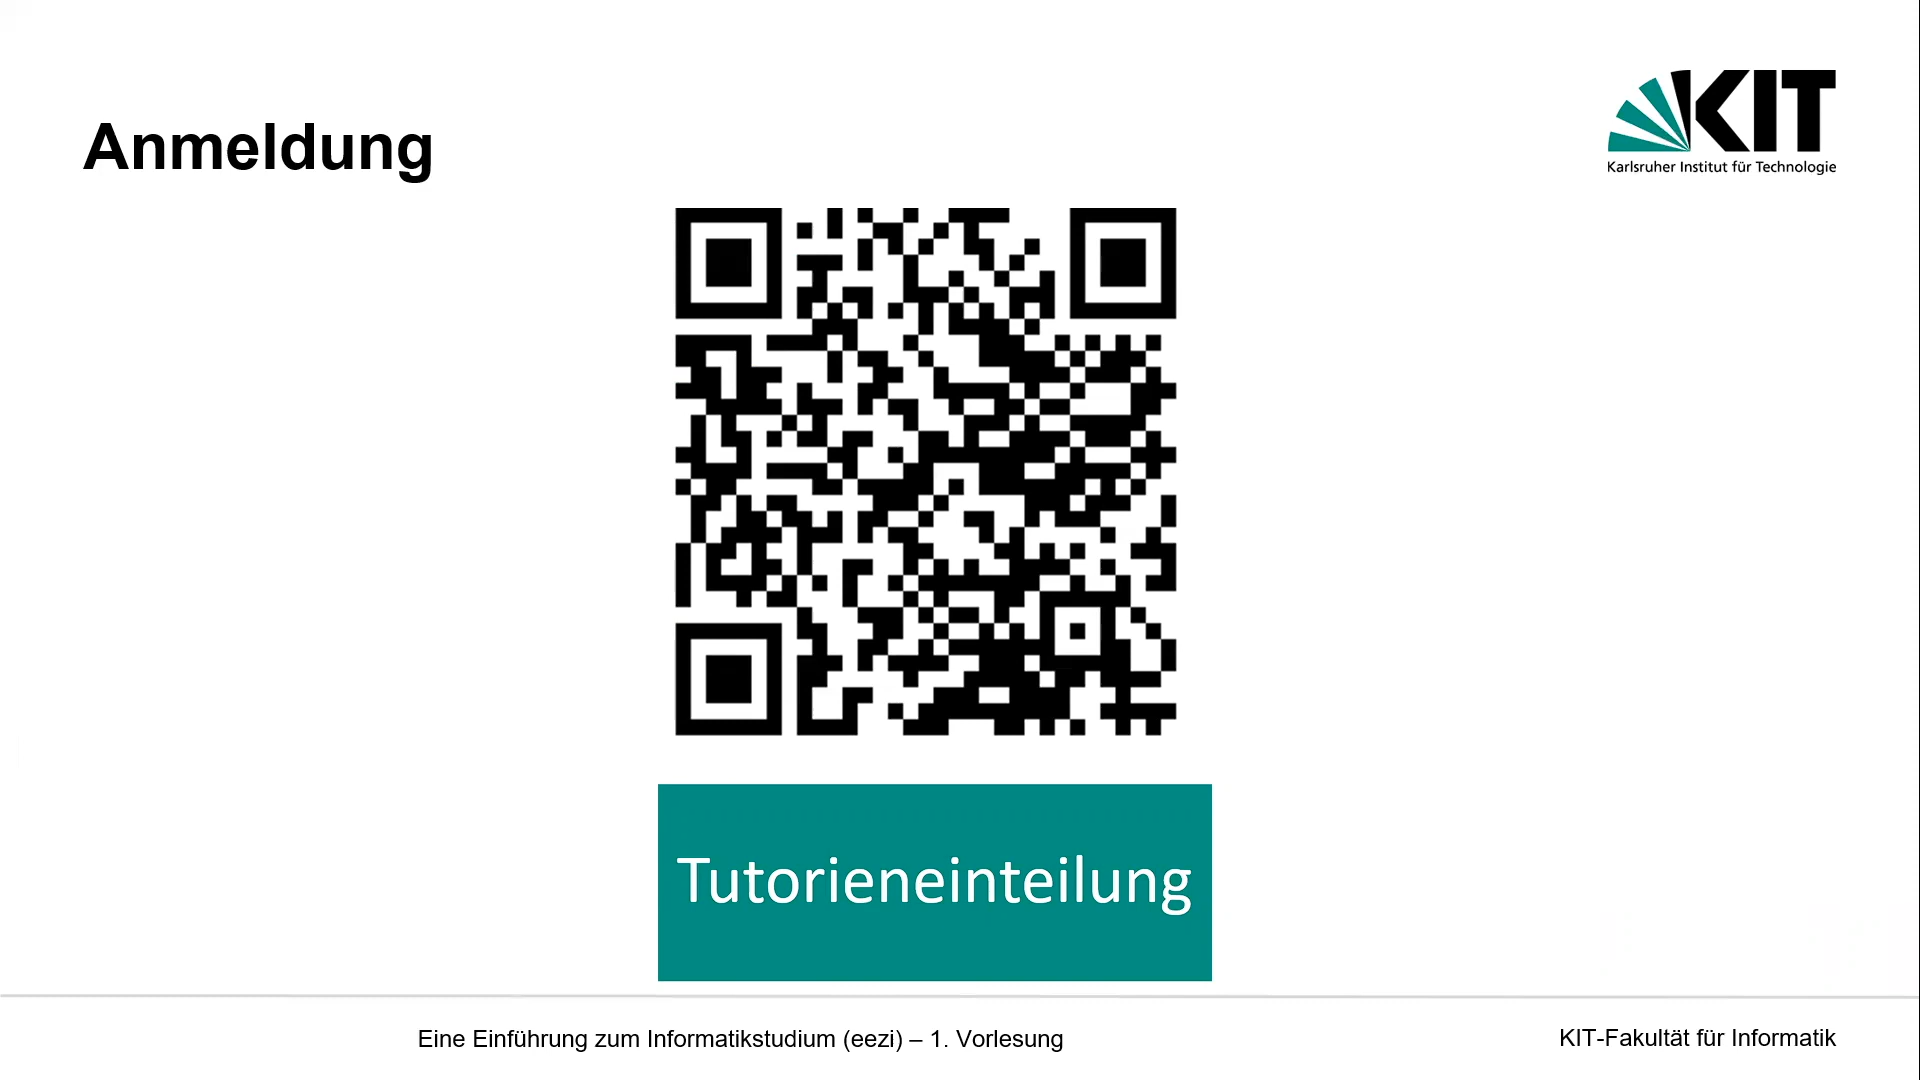 Anmeldung
KIT
Karlsruher Institut für Technologie
Tutorieneinteilung
Eine Einführung zum Informatikstudium (eezi) – 1. Vorlesung
KIT-Fakultät für Informatik